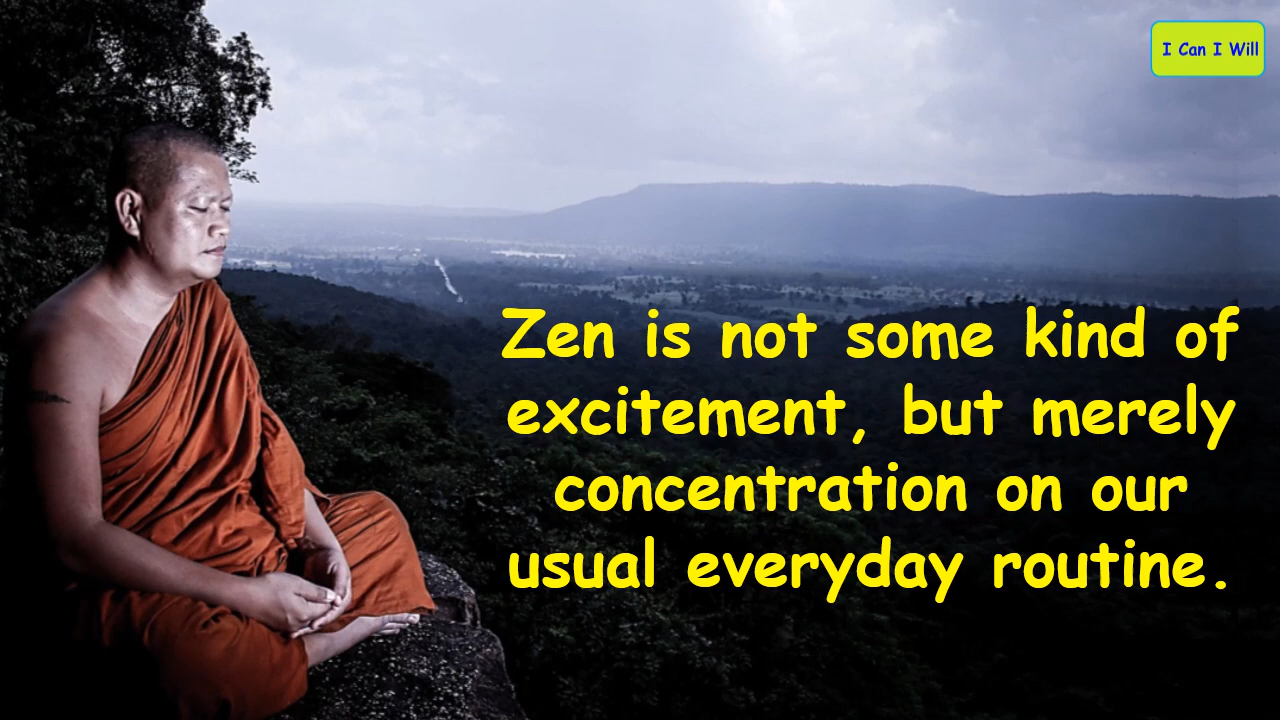 I Can I Will
Zen is not some kind of
excitement, but merely
concentration on our
usual everyday routine.